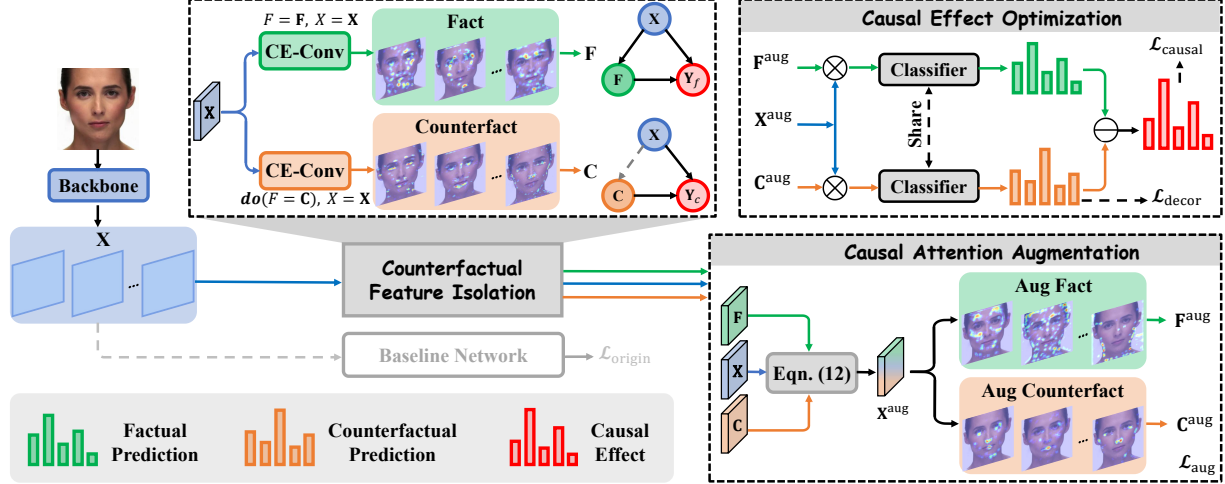 F = F, X = X
CE-Conv
Fact
...
F
X
F
Y_f
X
Counterfact
CE-Conv
...
C
do(F = C), X = X
X
C
Y_c
Backbone
X
...
Counterfactual
Feature Isolation
Baseline Network
ℒ_origin
Factual
Prediction
Counterfactual
Prediction
Causal
Effect
Causal Effect Optimization
F^aug
Classifier
ℒ_causal
X^aug
Share
C^aug
Classifier
ℒ_decor
Causal Attention Augmentation
F
X
C
Eqn. (12)
X^aug
Aug Fact
...
F^aug
Aug Counterfact
...
C^aug
ℒ_aug